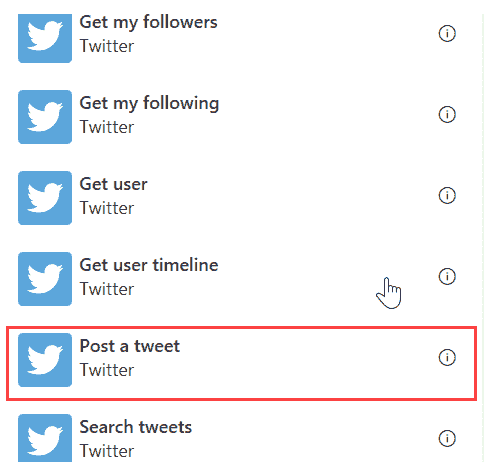 Get my followers
Twitter
Get my following
Twitter
Get user
Twitter
Get user timeline
Twitter
Post a tweet
Twitter
Search tweets
Twitter